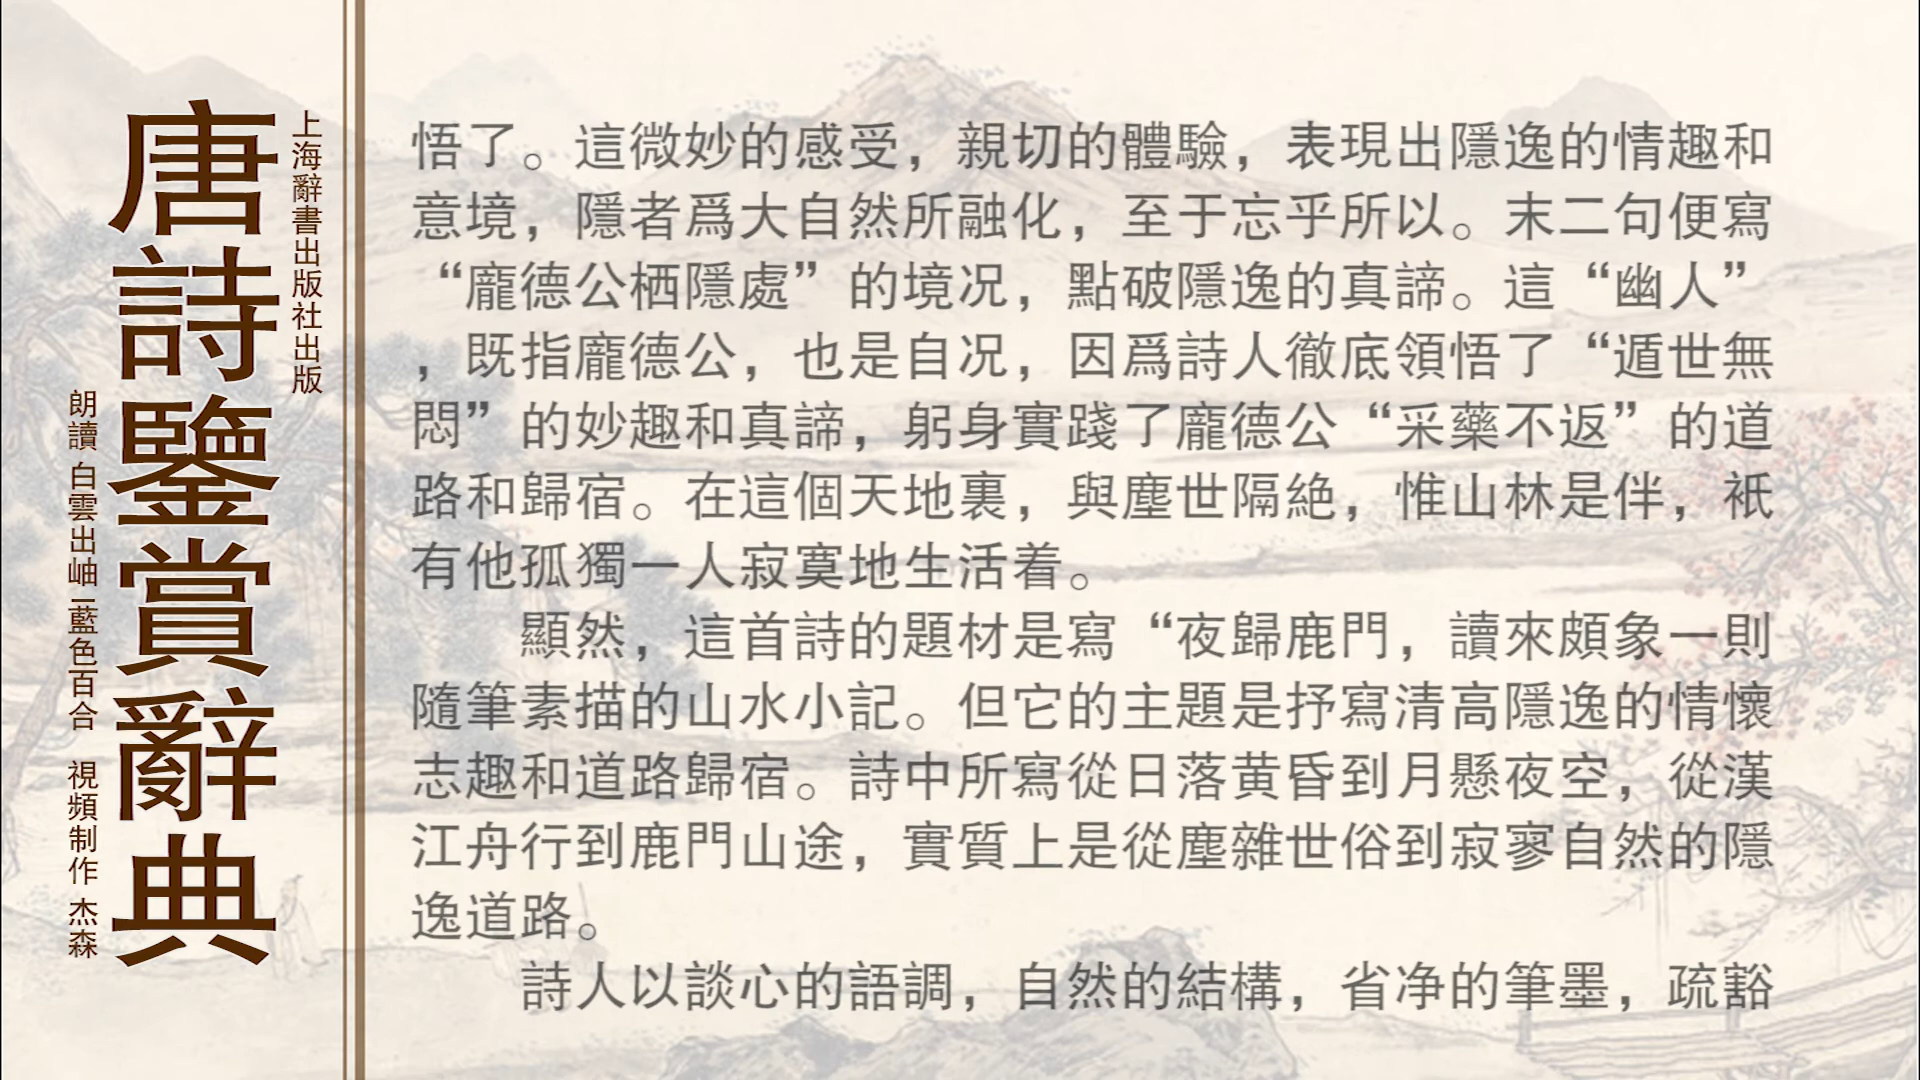 唐詩鑒賞辭典
上海辭書出版社出版
朗讀 白雲出岫 藍色百合 視頻制作 杰森
悟了。這微妙的感受，親切的體驗，表現出隱逸的情趣和
意境，隱者爲大自然所融化，至于忘乎所以。末二句便寫
“龐德公栖隱處”的境况，點破隱逸的真諦。這“幽人”
，既指龐德公，也是自况，因爲詩人徹底領悟了“遁世無
悶”的妙趣和真諦，躬身實踐了龐德公“采藥不返”的道
路和歸宿。在這個天地裏，與塵世隔絶，惟山林是伴，衹
有他孤獨一人寂寞地生活着。
顯然，這首詩的題材是寫“夜歸鹿門，讀來頗象一則
隨筆素描的山水小記。但它的主題是抒寫清高隱逸的情懷
志趣和道路歸宿。詩中所寫從日落黄昏到月懸夜空，從漢
江舟行到鹿門山途，實質上是從塵雜世俗到寂寥自然的隱
逸道路。
詩人以談心的語調，自然的結構，省净的筆墨，疏豁